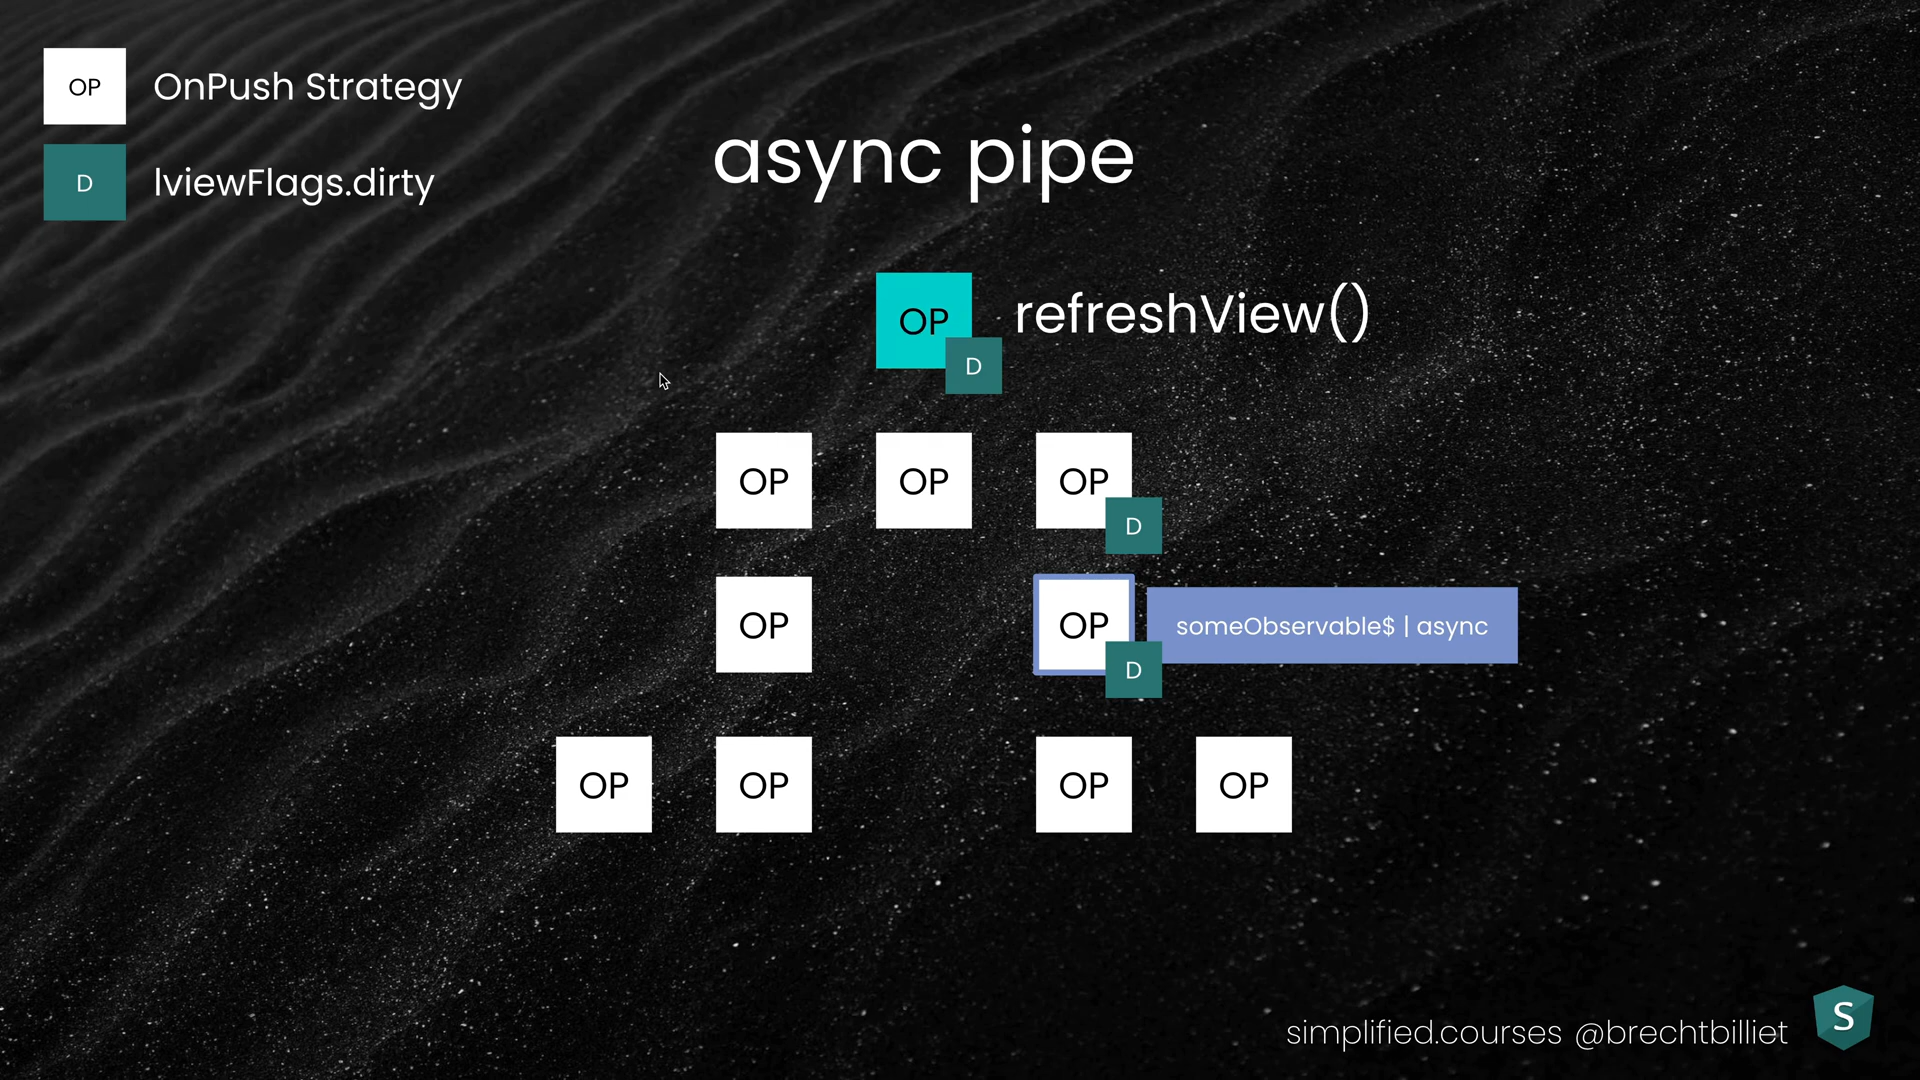 OP OnPush Strategy
D lviewFlags.dirty
async pipe
OP refreshView()
D
OP OP OP
D
OP OP someObservable$ | async
D
OP OP OP OP
simplified.courses @brechtbilliet S